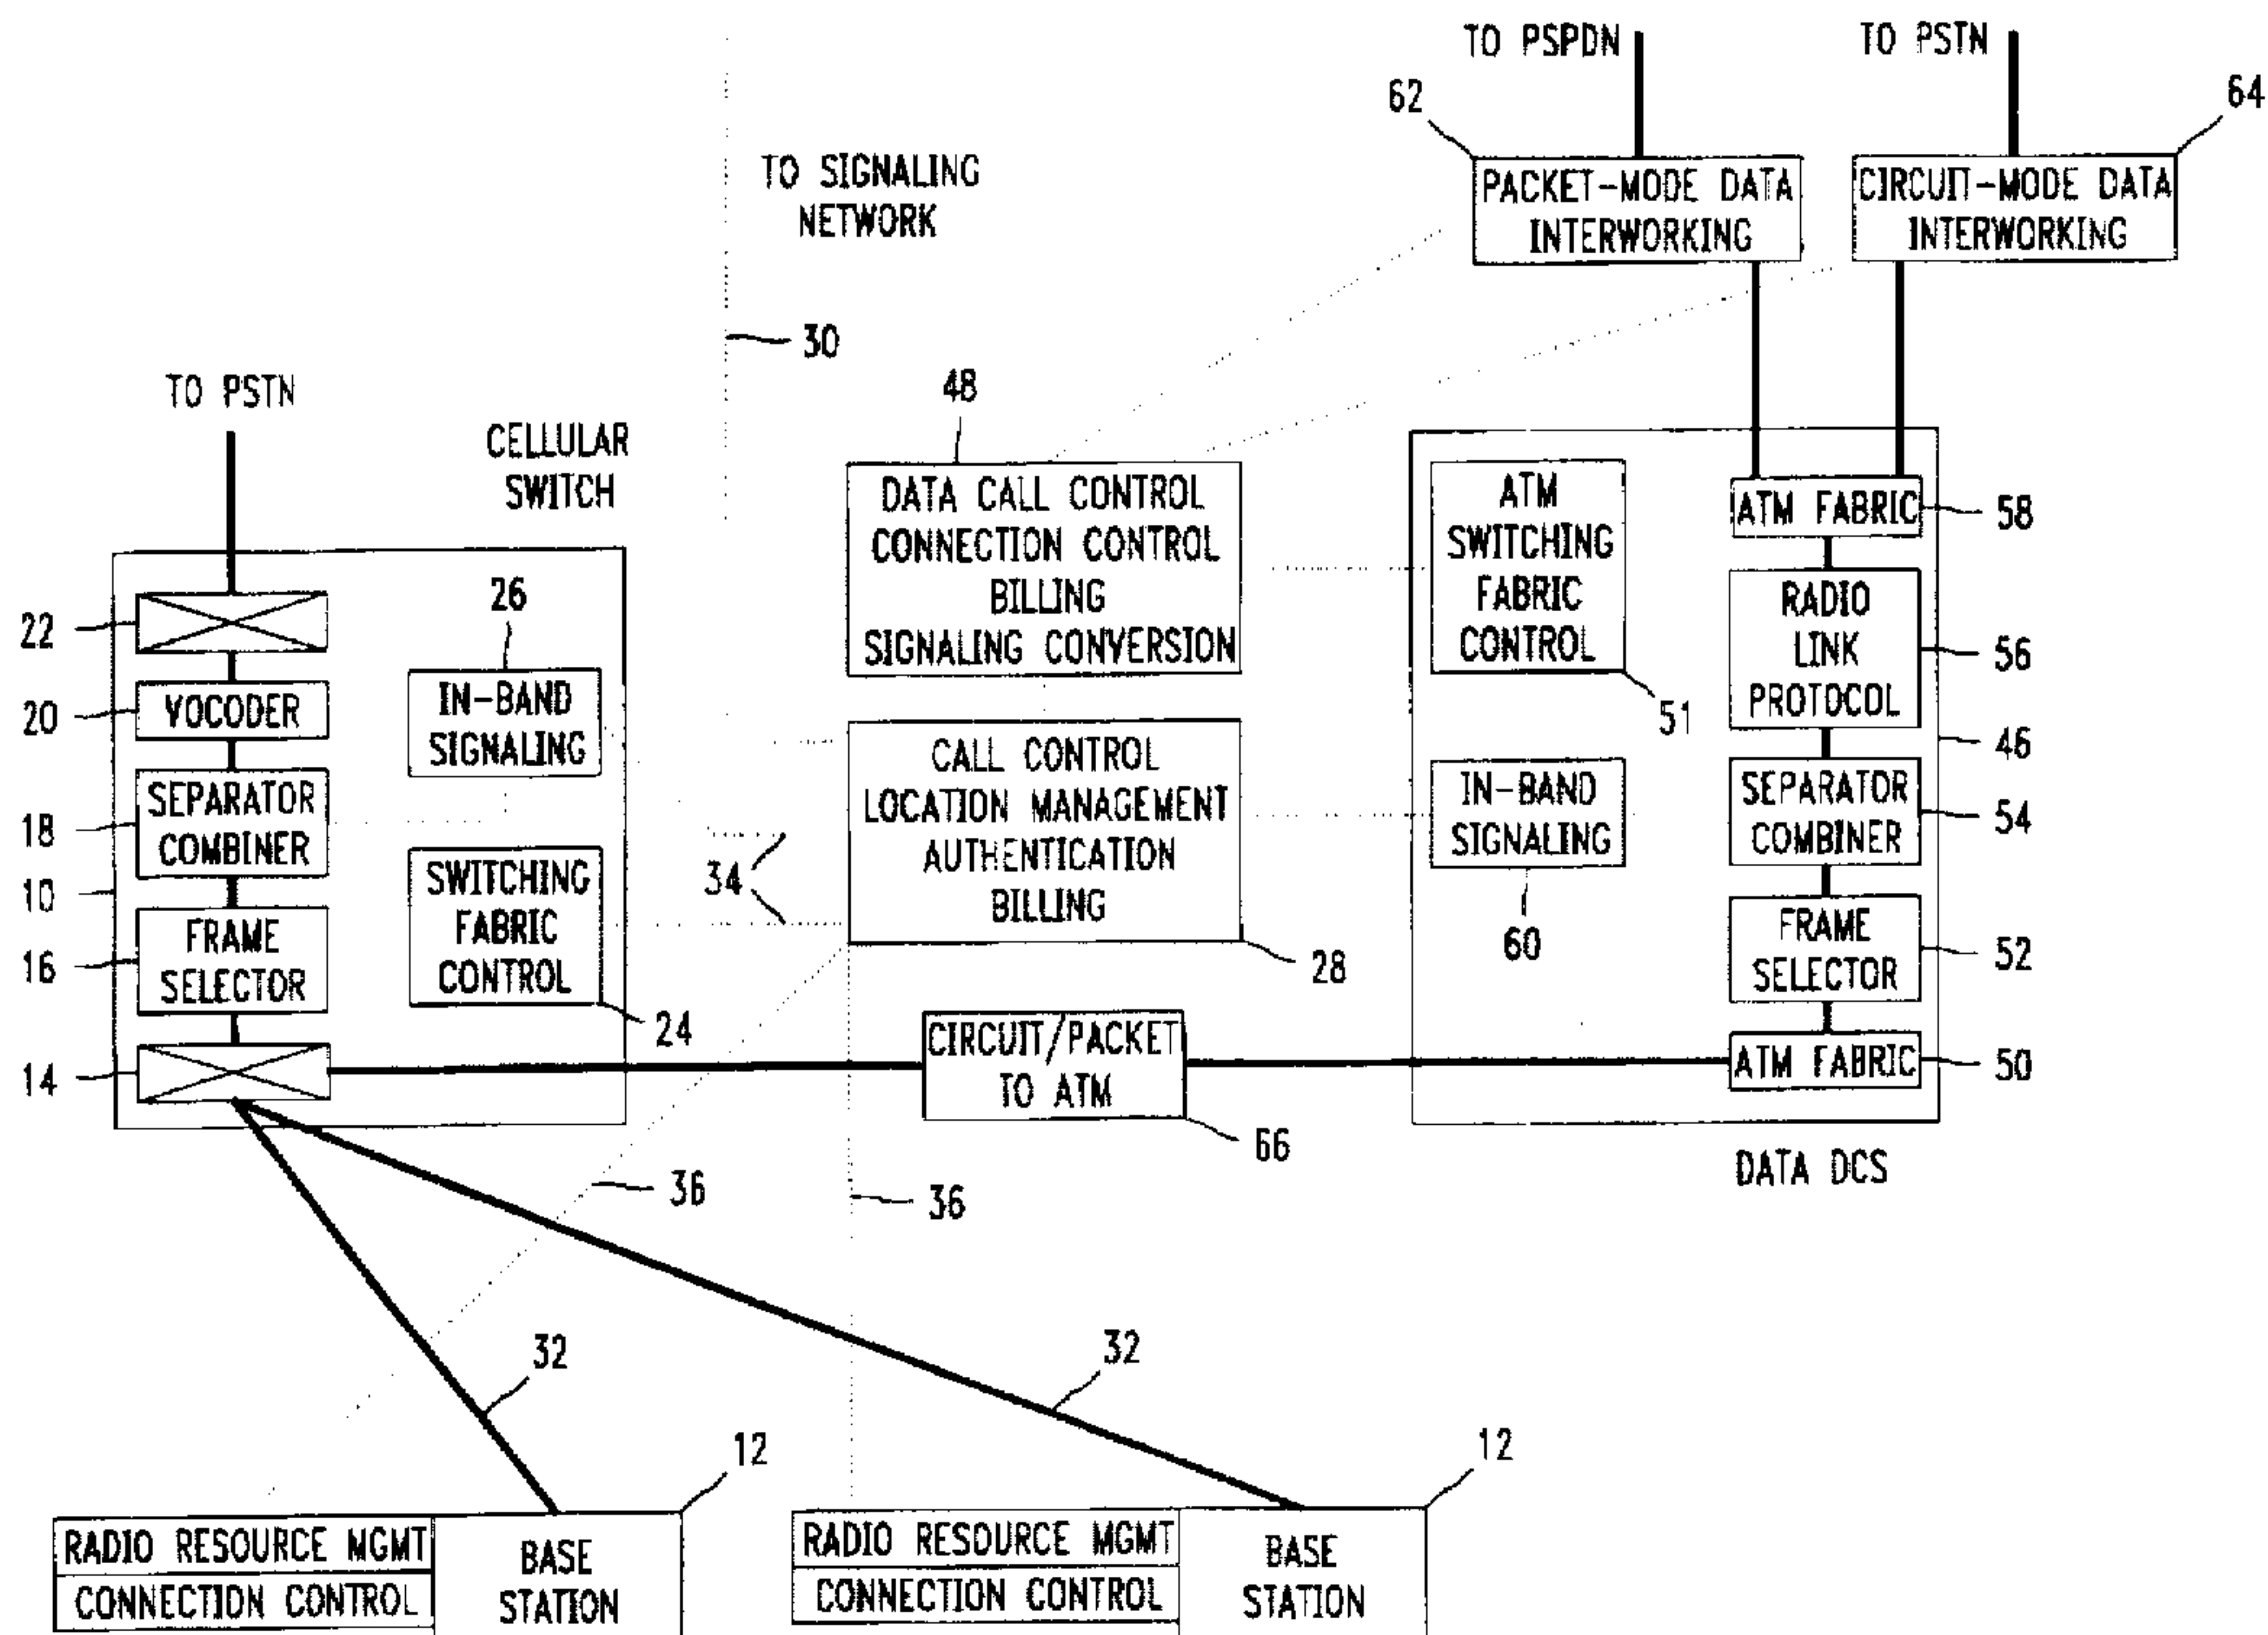 TO PSPDN
TO PSTN
62
64
TO SIGNALING
NETWORK
PACKET-MODE DATA
INTERWORKING
CIRCUIT-MODE DATA
INTERWORKING
30
TO PSTN
CELLULAR
SWITCH
48
DATA CALL CONTROL
CONNECTION CONTROL
BILLING
SIGNALING CONVERSION
ATM
SWITCHING
FABRIC
CONTROL
51
ATM FABRIC
58
RADIO
LINK
PROTOCOL
56
46
22
26
20
VOCODER
IN-BAND
SIGNALING
18
SEPARATOR
COMBINER
10
16
FRAME
SELECTOR
SWITCHING
FABRIC
CONTROL
24
14
34
CALL CONTROL
LOCATION MANAGEMENT
AUTHENTICATION
BILLING
28
IN-BAND
SIGNALING
60
SEPARATOR
COMBINER
54
FRAME
SELECTOR
52
CIRCUIT/PACKET
TO ATM
66
ATM FABRIC
50
DATA DCS
36
36
32
32
12
12
RADIO RESOURCE MGMT
CONNECTION CONTROL
BASE
STATION
RADIO RESOURCE MGMT
CONNECTION CONTROL
BASE
STATION